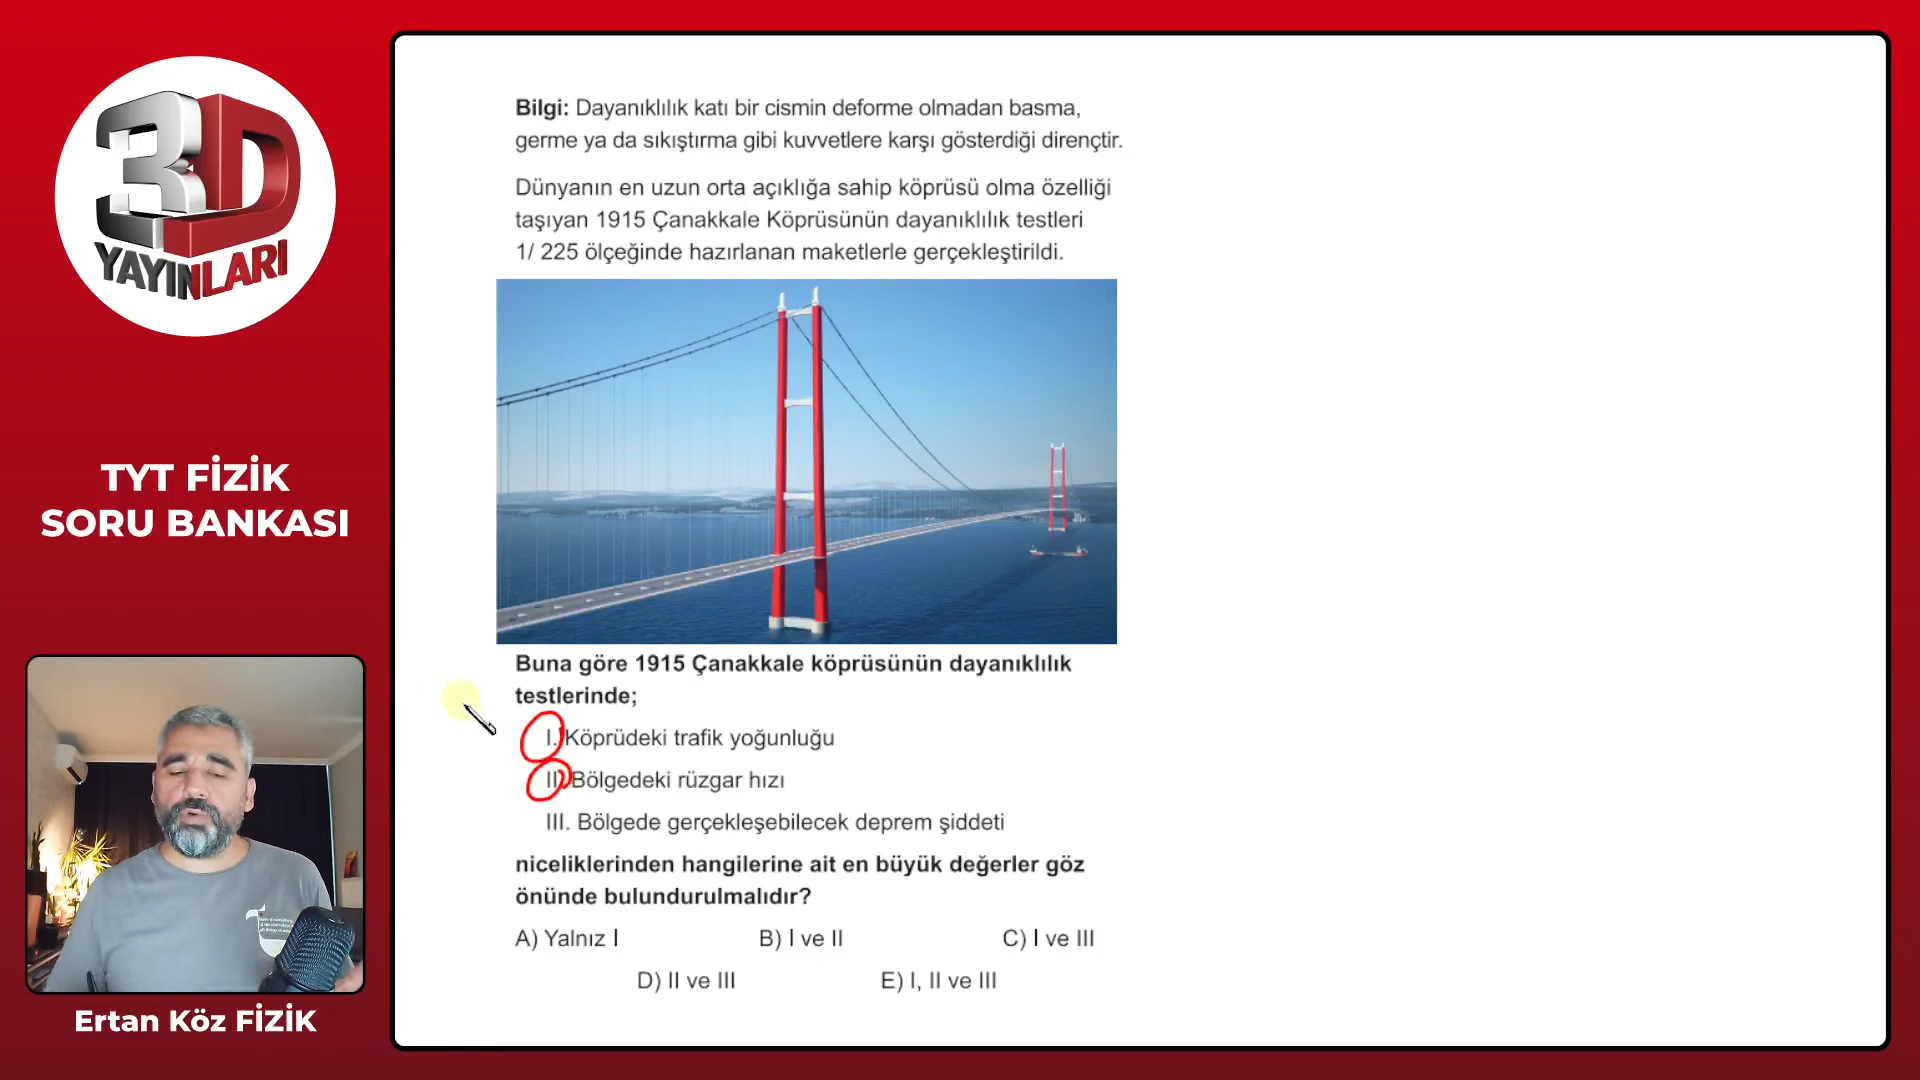 3D
YAYINLARI
TYT FİZİK
SORU BANKASI
Ertan Köz FİZİK
Bilgi: Dayanıklılık katı bir cismin deforme olmadan basma,
germe ya da sıkıştırma gibi kuvvetlere karşı gösterdiği dirençtir.
Dünyanın en uzun orta açıklığa sahip köprüsü olma özelliği
taşıyan 1915 Çanakkale Köprüsünün dayanıklılık testleri
1/ 225 ölçeğinde hazırlanan maketlerle gerçekleştirildi.
Buna göre 1915 Çanakkale köprüsünün dayanıklılık
testlerinde;
I. Köprüdeki trafik yoğunluğu
II. Bölgedeki rüzgar hızı
III. Bölgede gerçekleşebilecek deprem şiddeti
niceliklerinden hangilerine ait en büyük değerler göz
önünde bulundurulmalıdır?
A) Yalnız I B) I ve II C) I ve III
D) II ve III E) I, II ve III